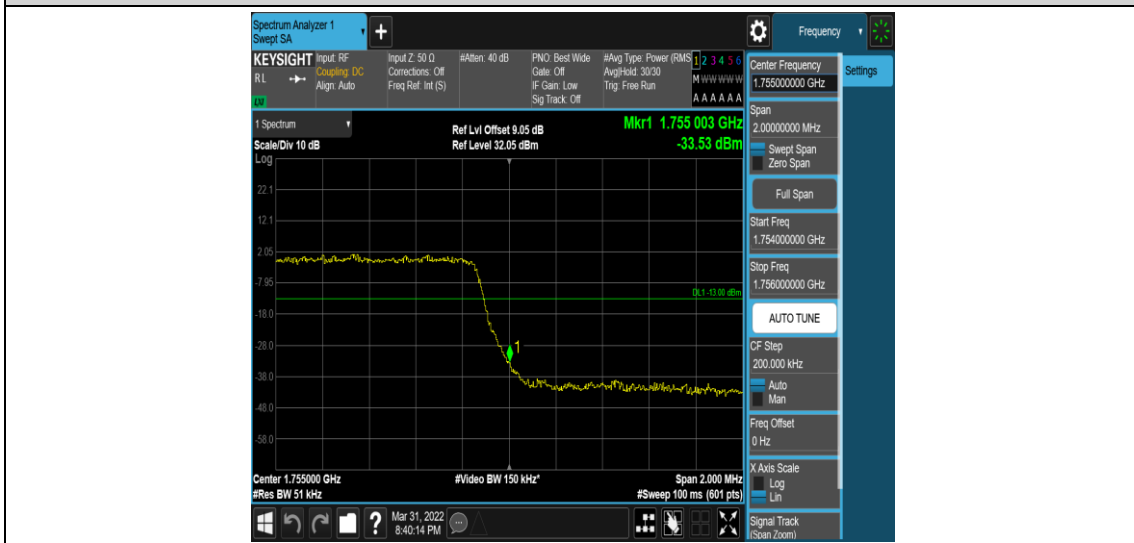 Spectrum Analyzer 1
Swept SA
+
Frequency
KEYSIGHT
RL
LXI
Input: RF
Coupling: DC
Align: Auto
Input Z: 50 Ω
Corrections: Off
Freq Ref: Int (S)
#Atten: 40 dB
PNO: Best Wide
Gate: Off
IF Gain: Low
Sig Track: Off
#Avg Type: Power (RMS
Avg|Hold: 30/30
Trig: Free Run
1 2 3 4 5 6
M W W W W W
A A A A A A
1 Spectrum
Scale/Div 10 dB
Ref Lvl Offset 9.05 dB
Ref Level 32.05 dBm
Mkr1 1.755 003 GHz
-33.53 dBm
Log
22.1
12.1
2.05
-7.95
-18.0
-28.0
-38.0
-48.0
-58.0
DL1 -13.00 dBm
1
Center 1.755000 GHz
#Res BW 51 kHz
#Video BW 150 kHz*
Span 2.000 MHz
#Sweep 100 ms (601 pts)
Center Frequency
1.755000000 GHz
Settings
Span
2.00000000 MHz
Swept Span
Zero Span
Full Span
Start Freq
1.754000000 GHz
Stop Freq
1.756000000 GHz
AUTO TUNE
CF Step
200.000 kHz
Auto
Man
Freq Offset
0 Hz
X Axis Scale
Log
Lin
Signal Track
(Span Zoom)
?
Mar 31, 2022
8:40:14 PM